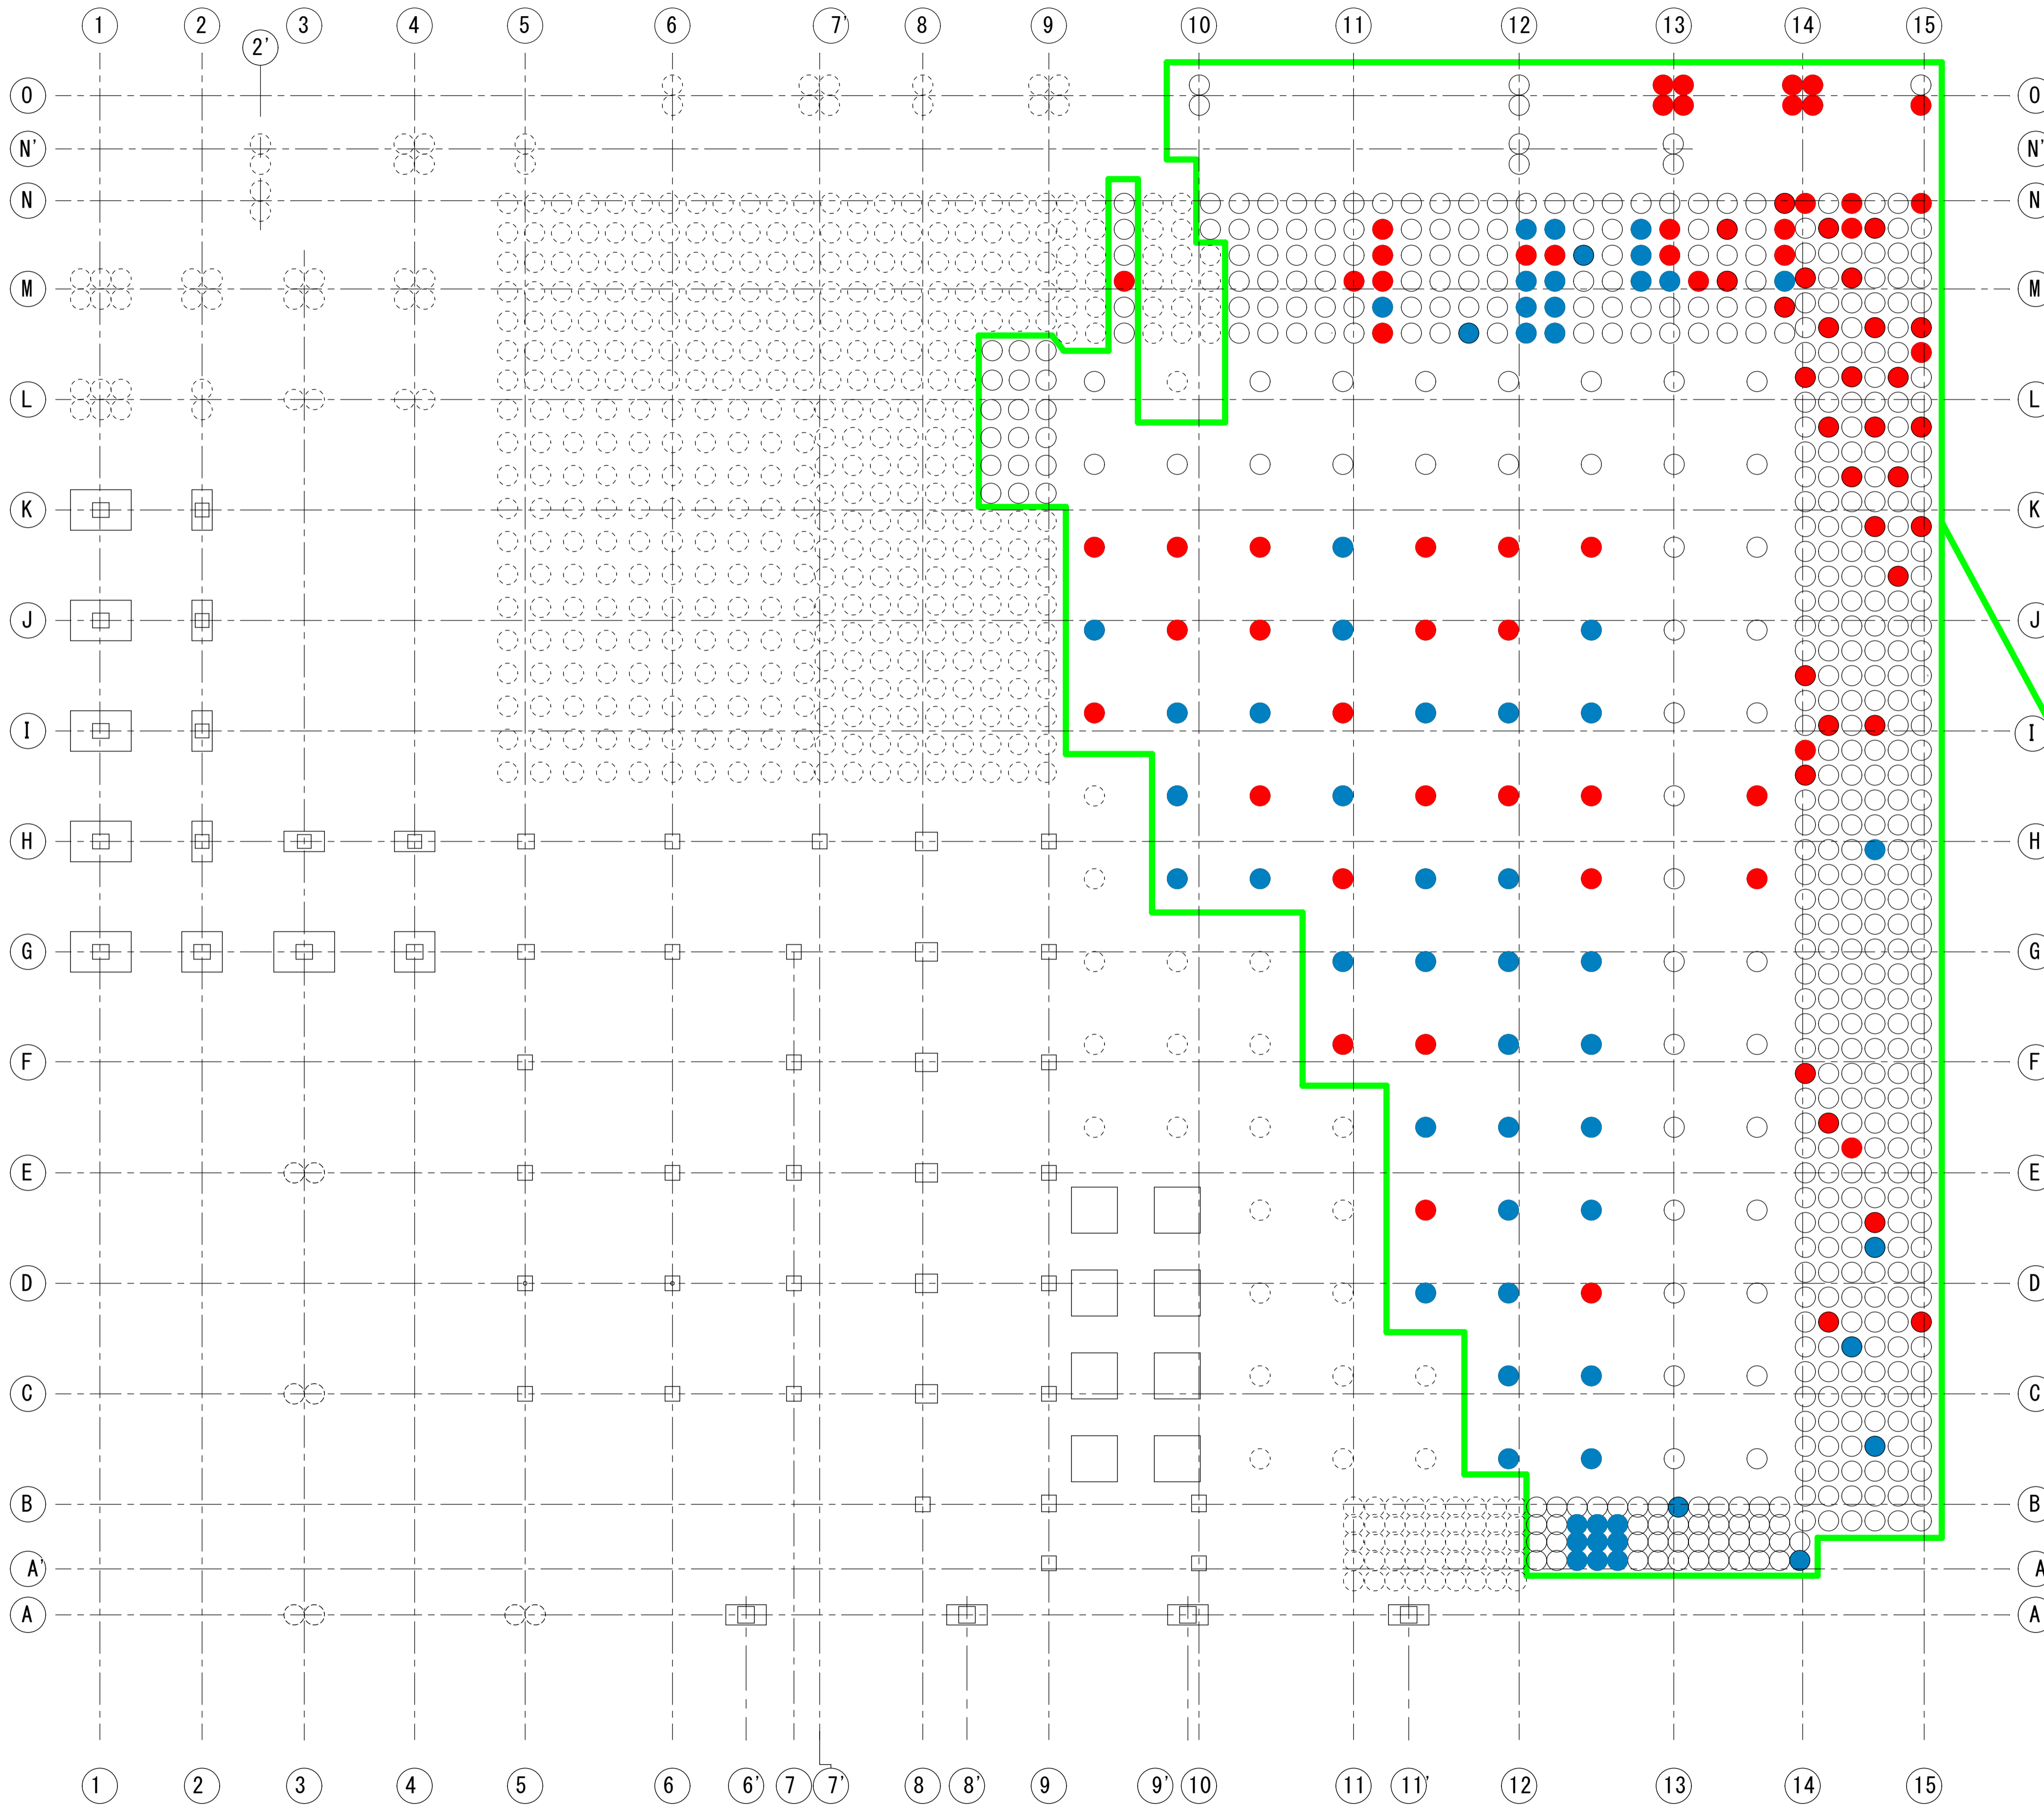 1 2 2' 3 4 5 6 7' 8 9 10 11 12 13 14 15
O O
N' N'
N N
M M
L L
K K
J J
I I
H H
G G
F F
E E
D D
C C
B B
A' A
A A
1 2 3 4 5 6 6' 7 7' 8 8' 9 9' 10 11 11' 12 13 14 15